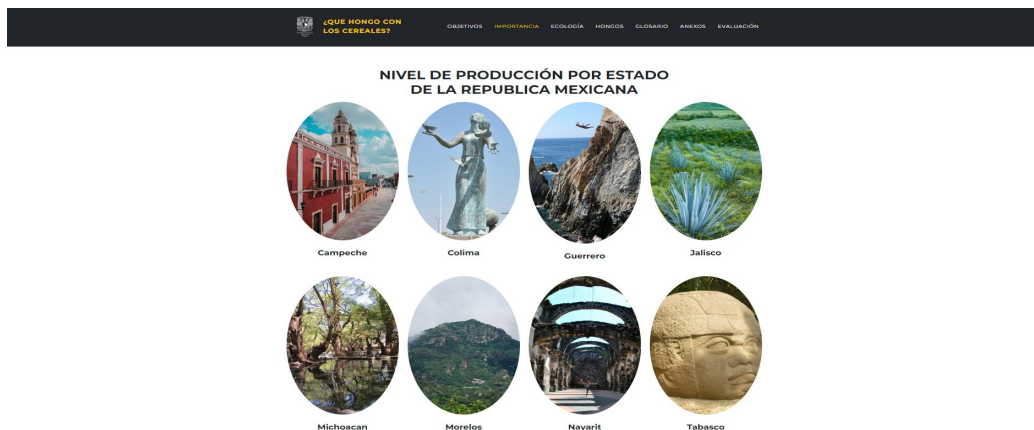 ¿QUE HONGO CON
LOS CEREALES?
OBJETIVOS IMPORTANCIA ECOLOGÍA HONGOS GLOSARIO ANEXOS EVALUACIÓN
NIVEL DE PRODUCCIÓN POR ESTADO
DE LA REPUBLICA MEXICANA
Campeche Colima Guerrero Jalisco
Michoacan Morelos Nayarit Tabasco